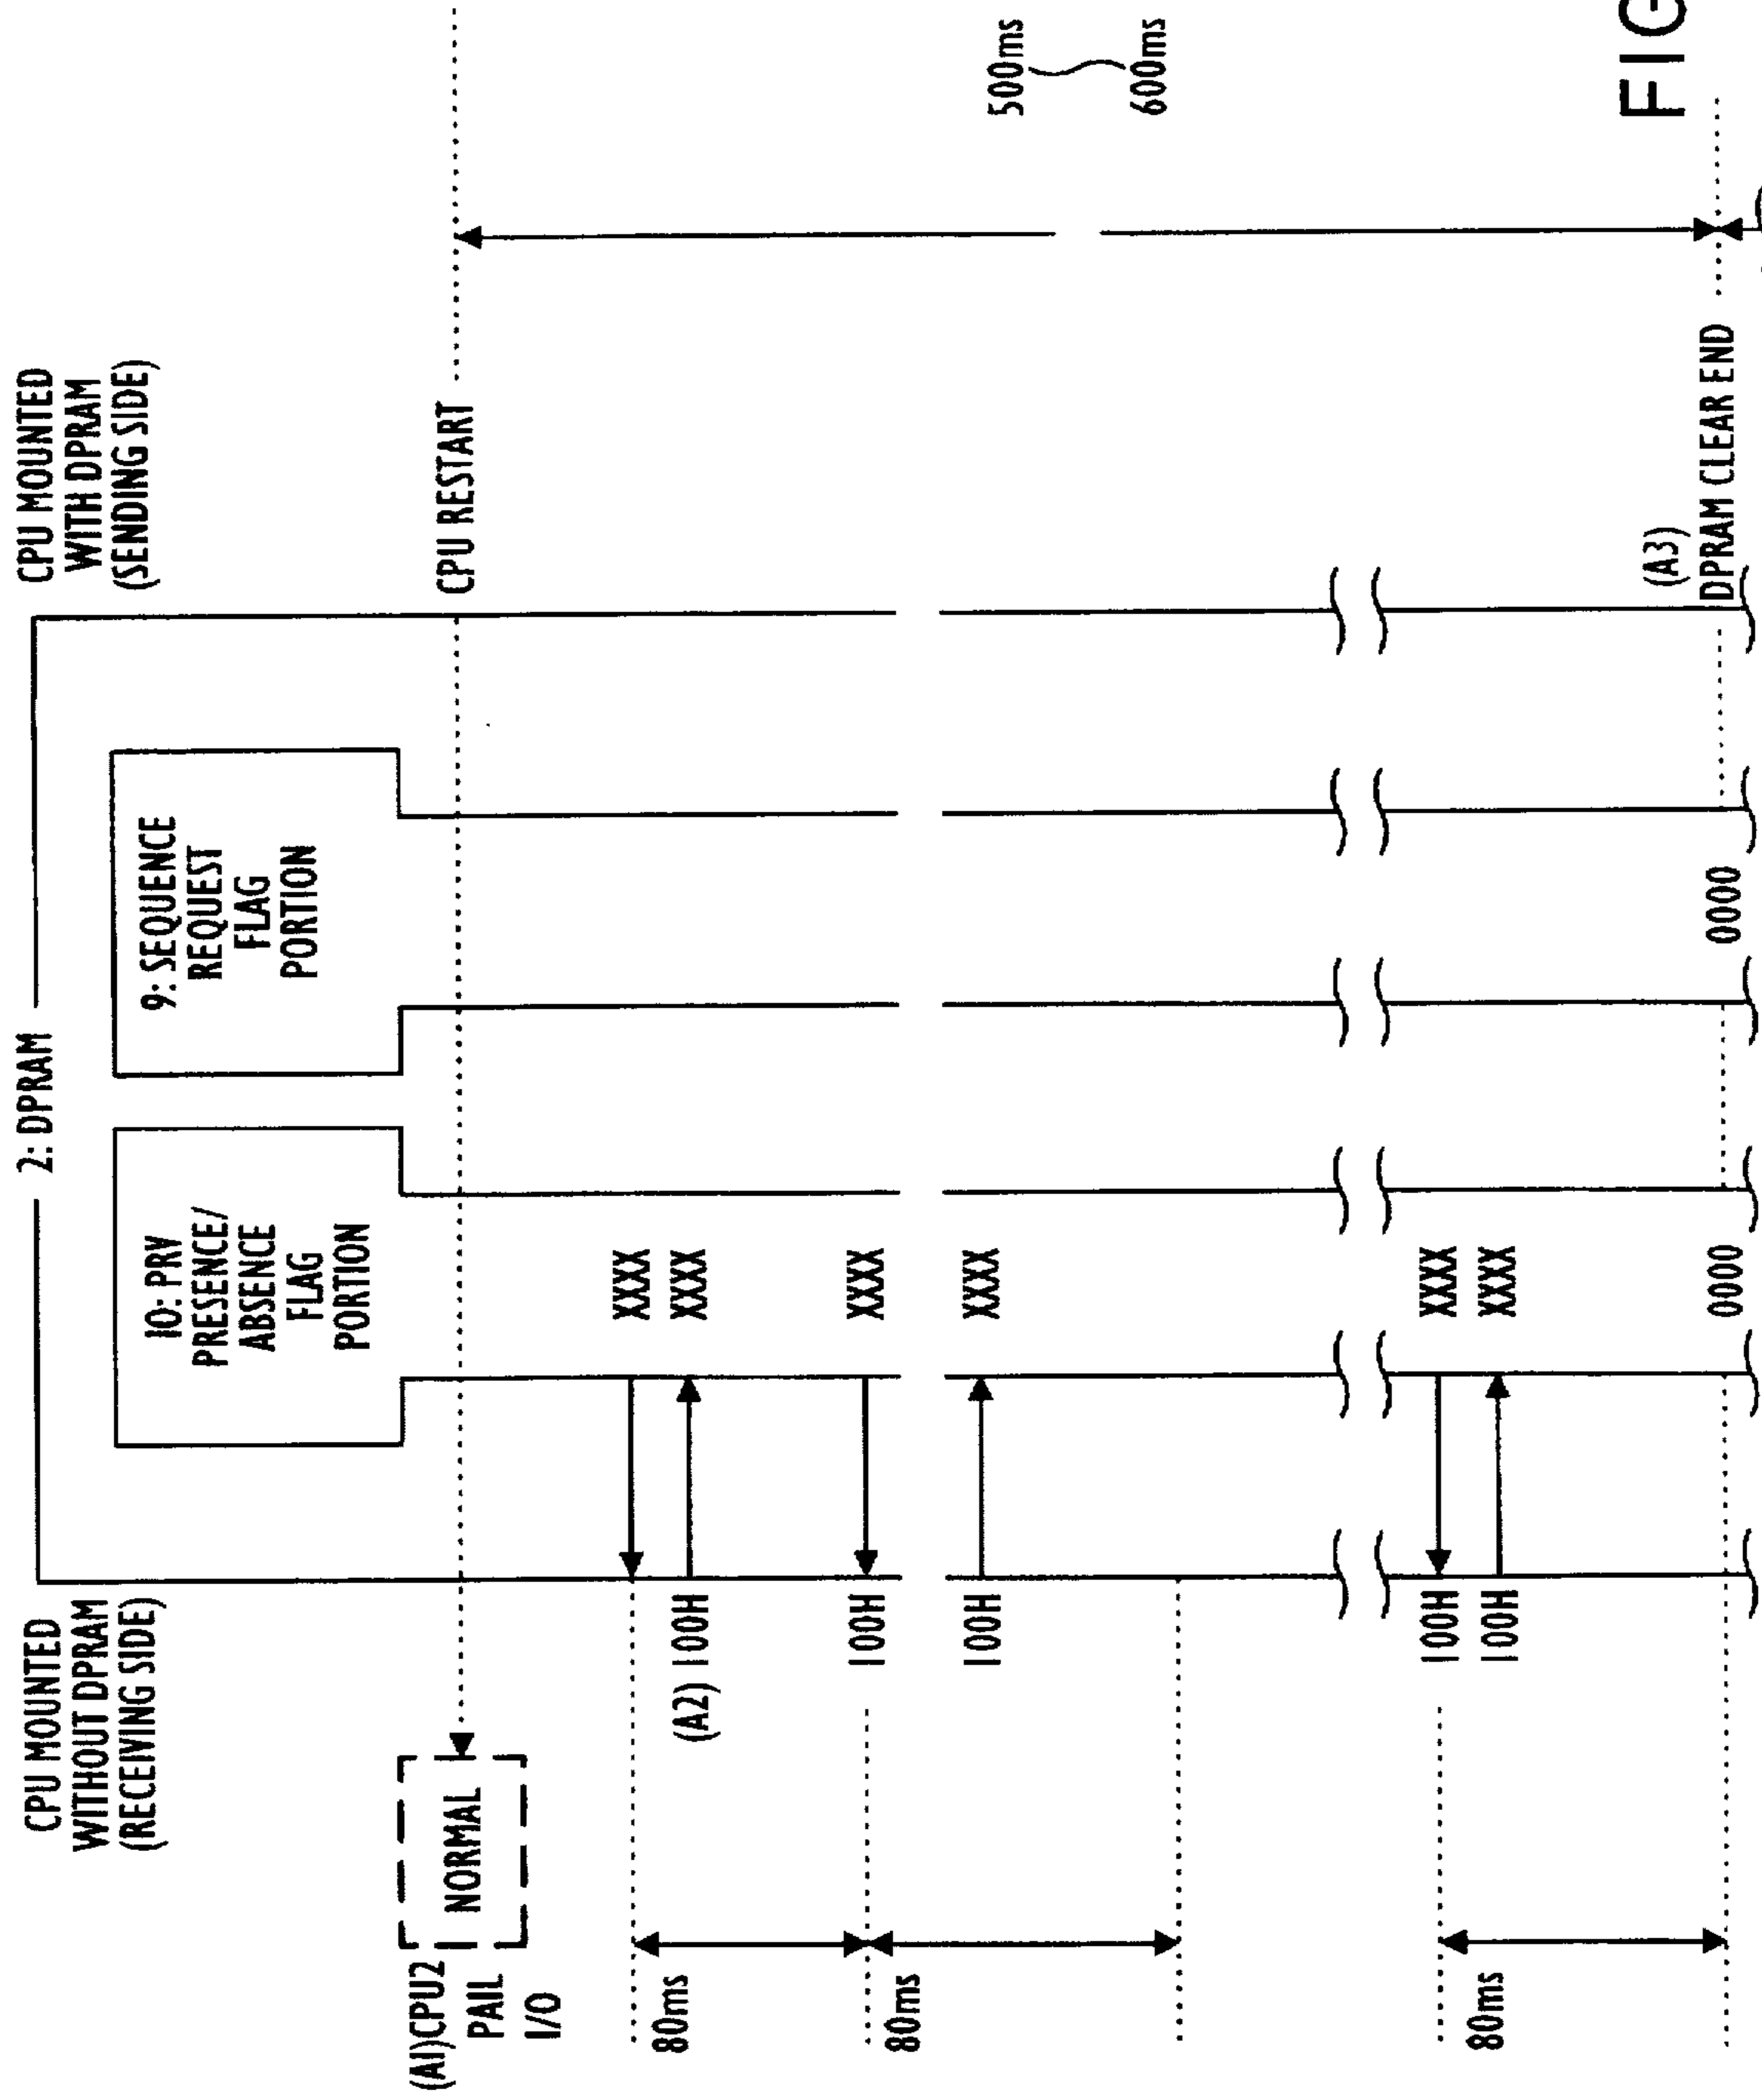 CPU MOUNTED
WITHOUT DPRAM
(RECEIVING SIDE)
2: DPRAM
CPU MOUNTED
WITH DPRAM
(SENDING SIDE)
10: PRV
PRESENCE/
ABSENCE
FLAG
PORTION
9: SEQUENCE
REQUEST
FLAG
PORTION
(A1)CPU2
PAIL
I/O
NORMAL
CPU RESTART
80ms
XXXX
(A2) 100H
XXXX
80ms
100H
XXXX
100H
XXXX
500ms
600ms
80ms
100H
XXXX
100H
XXXX
(A3)
0000
0000
DPRAM CLEAR END
FIG